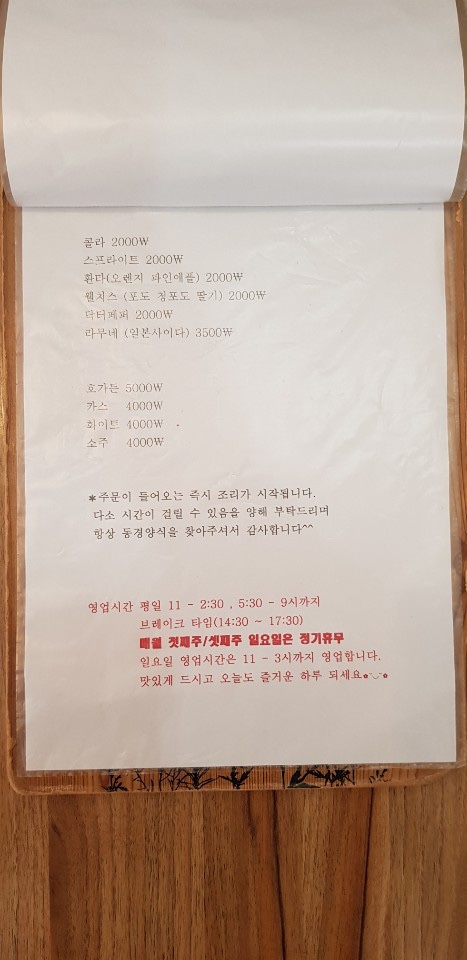 콜라 2000₩
스프라이트 2000₩
환타(오렌지 파인애플) 2000₩
웰치스 (포도 청포도 딸기) 2000₩
닥터페퍼 2000₩
라무네 (일본사이다) 3500₩
호가든 5000₩
카스 4000₩
하이트 4000₩
소주 4000₩
*주문이 들어오는 즉시 조리가 시작됩니다.
다소 시간이 걸릴 수 있음을 양해 부탁드리며
항상 동경양식을 찾아주셔서 감사합니다^^
영업시간 평일 11 - 2:30 , 5:30 - 9시까지
브레이크 타임(14:30 ~ 17:30)
매월 첫째주/셋째주 일요일은 정기휴무
일요일 영업시간은 11 - 3시까지 영업합니다.
맛있게 드시고 오늘도 즐거운 하루 되세요✿˘◡˘✿